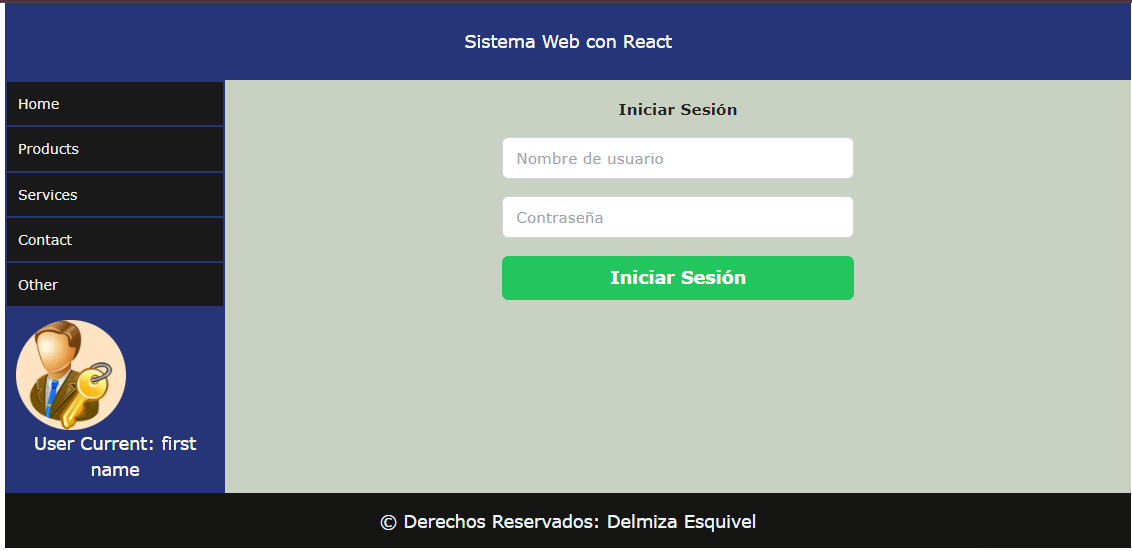 Sistema Web con React
Home
Products
Services
Contact
Other
User Current: first
name
Iniciar Sesión
Nombre de usuario
Contraseña
Iniciar Sesión
© Derechos Reservados: Delmiza Esquivel